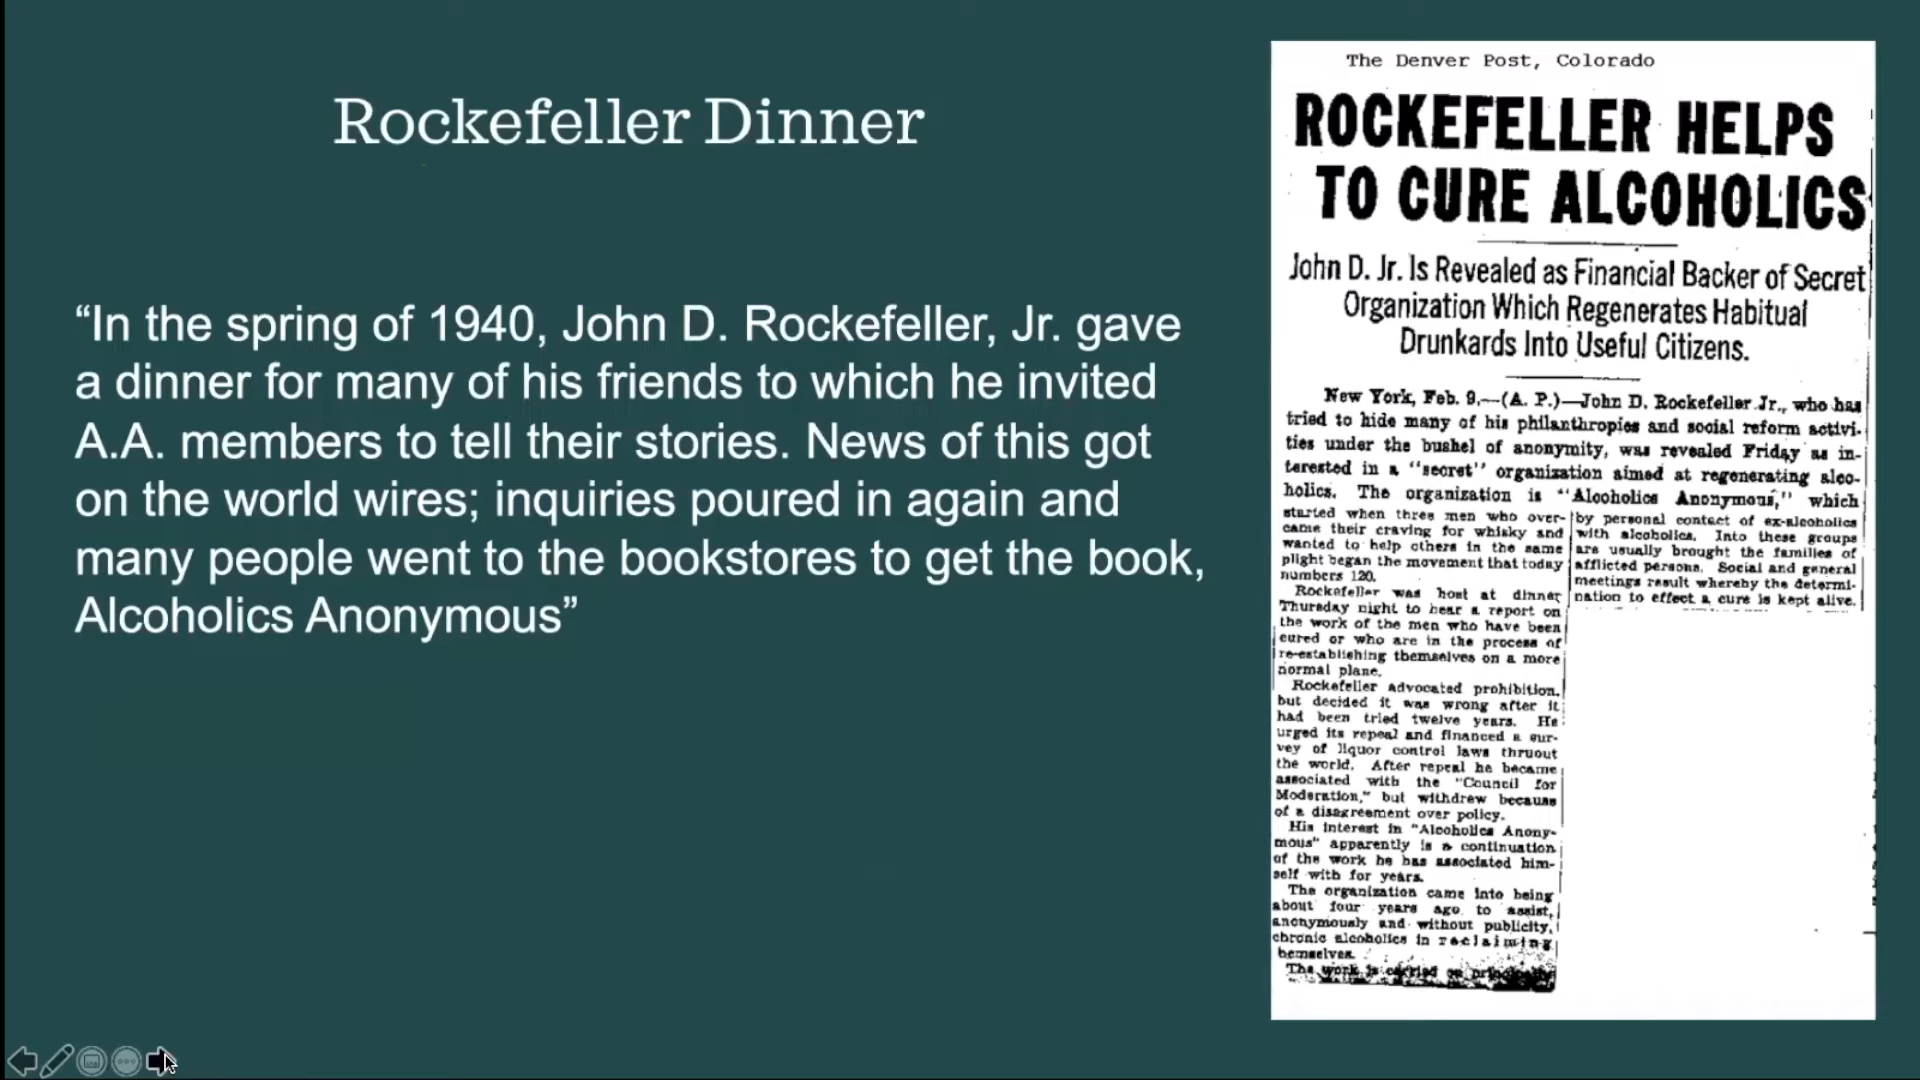 Rockefeller Dinner
“In the spring of 1940, John D. Rockefeller, Jr. gave
a dinner for many of his friends to which he invited
A.A. members to tell their stories. News of this got
on the world wires; inquiries poured in again and
many people went to the bookstores to get the book,
Alcoholics Anonymous”
The Denver Post, Colorado
ROCKEFELLER HELPS
TO CURE ALCOHOLICS
John D. Jr. Is Revealed as Financial Backer of Secret
Organization Which Regenerates Habitual
Drunkards Into Useful Citizens.
New York, Feb. 9.—(A. P.)—John D. Rockefeller Jr., who has
tried to hide many of his philanthropies and social reform activi-
ties under the bushel of anonymity, was revealed Friday as in-
terested in a “secret” organization aimed at regenerating alco-
holics. The organization is “Alcoholics Anonymous,” which
started when three men who over-
came their craving for whisky and
wanted to help others in the same
plight began the movement that today
numbers 120.
Rockefeller was host at dinner
Thursday night to hear a report on
the work of the men who have been
cured or who are in the process of
re-establishing themselves on a more
normal plane.
Rockefeller advocated prohibition,
but decided it was wrong after it
had been tried twelve years. He
urged its repeal and financed a sur-
vey of liquor control laws thruout
the world. After repeal he became
associated with the “Council for
Moderation,” but withdrew because
of a disagreement over policy.
His interest in “Alcoholics Anony-
mous” apparently is a continuation
of the work he has associated him-
self with for years.
The organization came into being
about four years ago to assist,
anonymously and without publicity,
chronic alcoholics in reclaiming
hemselves.
The work is carried on principally
by personal contact of ex-alcoholics
with alcoholics. Into these groups
are usually brought the families of
afflicted persons. Social and general
meetings result whereby the determi-
nation to effect a cure is kept alive.